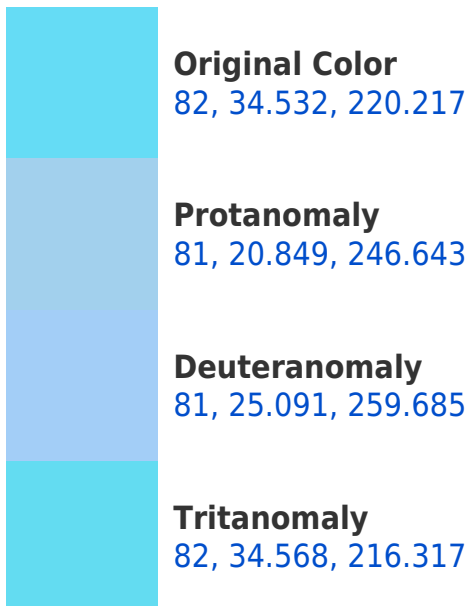 Original Color
82, 34.532, 220.217
Protanomaly
81, 20.849, 246.643
Deuteranomaly
81, 25.091, 259.685
Tritanomaly
82, 34.568, 216.317